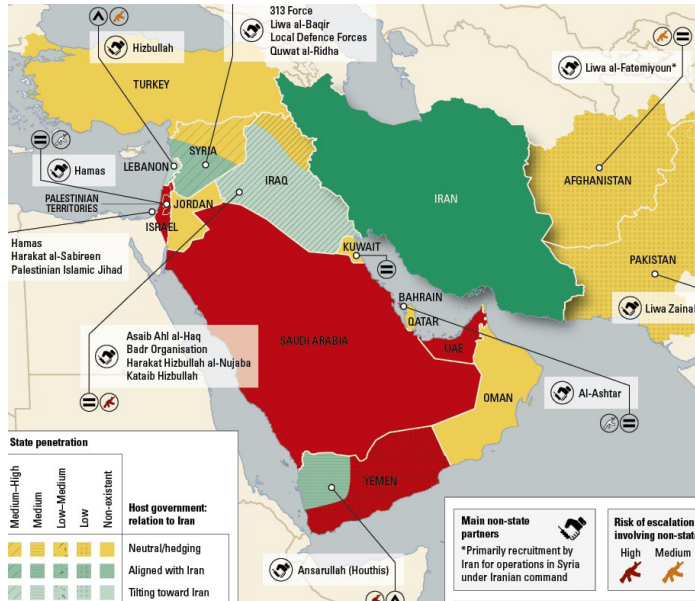 313 Force
Liwa al-Baqir
Local Defence Forces
Quwat al-Ridha
Hizbullah
Liwa al-Fatemiyoun*
TURKEY
SYRIA
LEBANON
Hamas
IRAQ
IRAN
AFGHANISTAN
PALESTINIAN
TERRITORIES
JORDAN
ISRAEL
KUWAIT
PAKISTAN
Hamas
Harakat al-Sabireen
Palestinian Islamic Jihad
BAHRAIN
QATAR
Liwa Zainab
SAUDI ARABIA
UAE
Asaib Ahl al-Haq
Badr Organisation
Harakat Hizbullah al-Nujaba
Kataib Hizbullah
OMAN
Al-Ashtar
State penetration
Medium–High
Medium
Low–Medium
Low
Non-existent
Host government:
relation to Iran
Neutral/hedging
Aligned with Iran
Tilting toward Iran
YEMEN
Ansarullah (Houthis)
Main non-state
partners
*Primarily recruitment by
Iran for operations in Syria
under Iranian command
Risk of escalation
involving non-stat
High
Medium